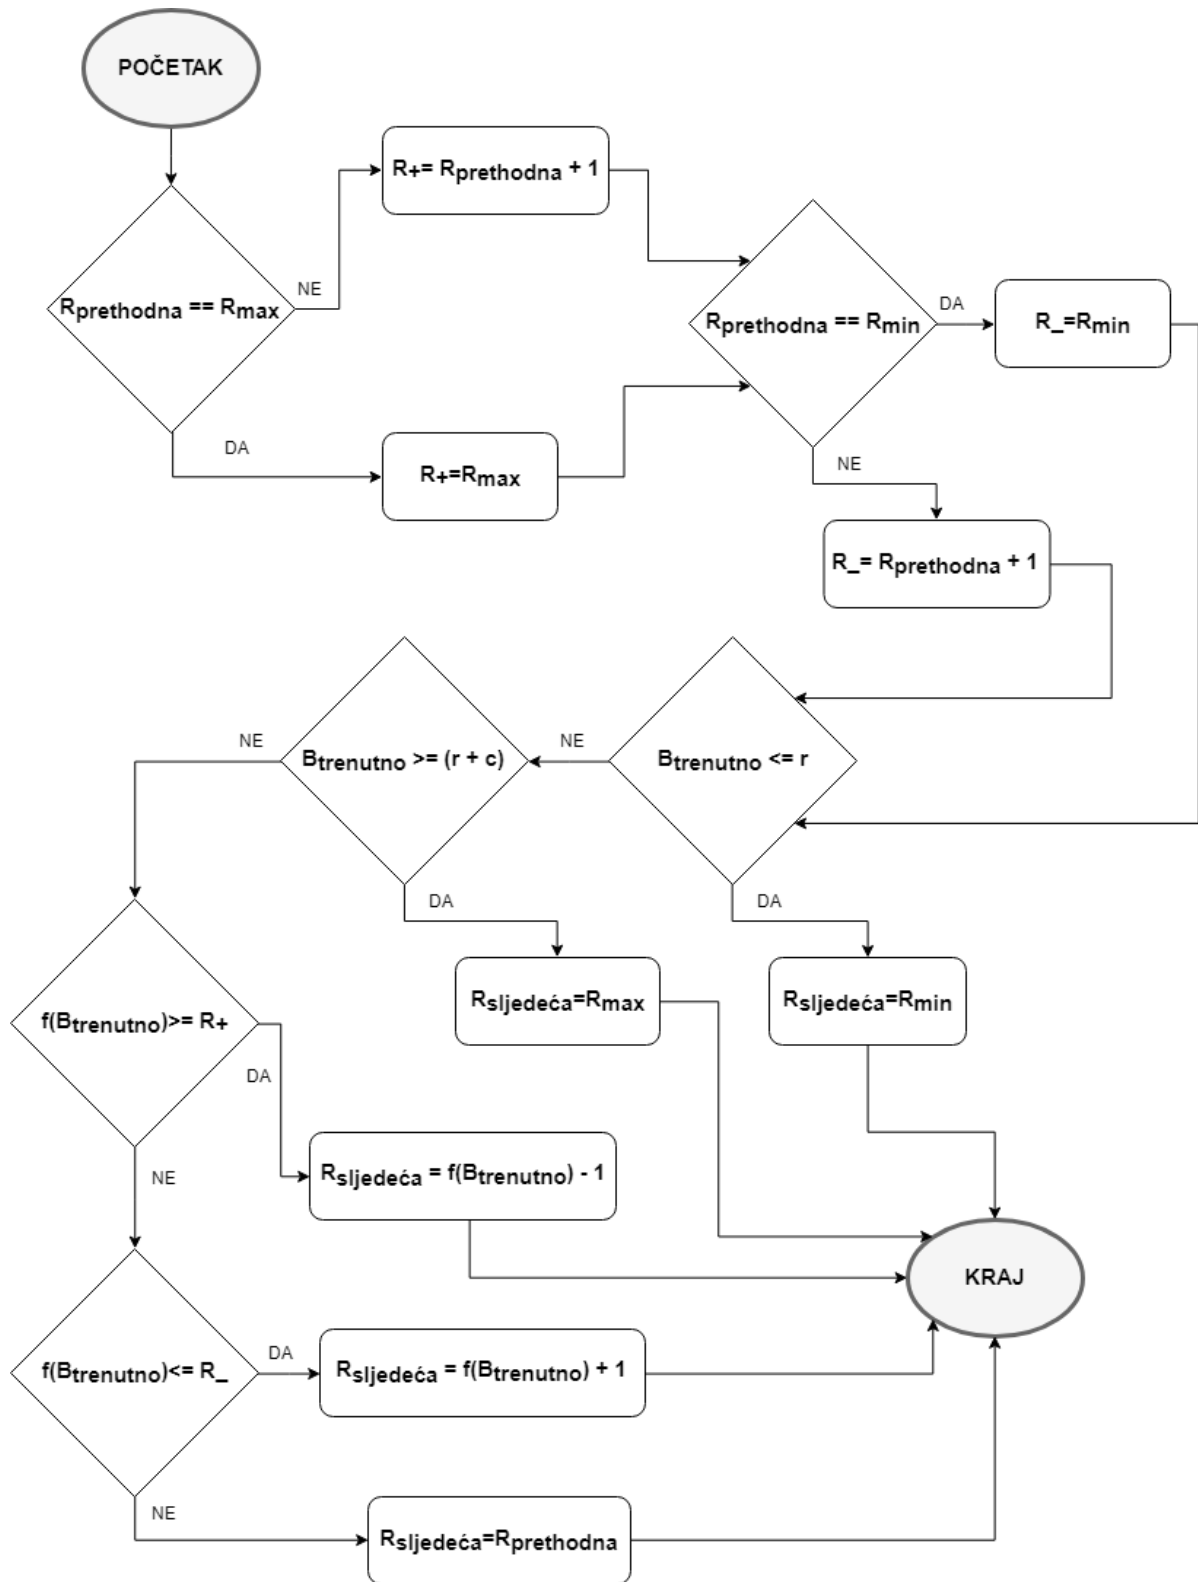 POČETAK
R+= Rprethodna + 1
NE
Rprethodna == Rmax
DA
R+=Rmax
Rprethodna == Rmin
DA
R_=Rmin
NE
R_= Rprethodna + 1
Btrenutno <= r
NE
Btrenutno >= (r + c)
NE
DA
DA
Rsljedeća=Rmax
Rsljedeća=Rmin
f(Btrenutno)>= R+
DA
NE
Rsljedeća = f(Btrenutno) - 1
KRAJ
f(Btrenutno)<= R_
DA
Rsljedeća = f(Btrenutno) + 1
NE
Rsljedeća=Rprethodna